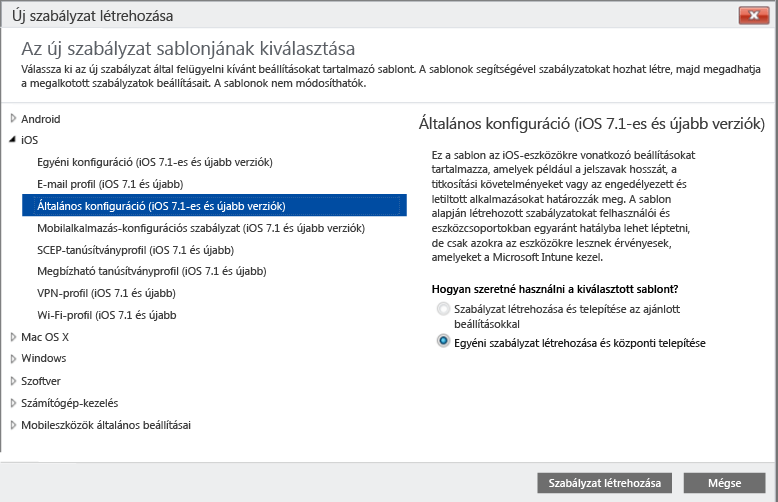 Új szabályzat létrehozása
Az új szabályzat sablonjának kiválasztása
Válassza ki az új szabályzat által felügyelni kívánt beállításokat tartalmazó sablont. A sablonok segítségével szabályzatokat hozhat létre, majd megadhatja
a megalkotott szabályzatok beállításait. A sablonok nem módosíthatók.
Android
iOS
Egyéni konfiguráció (iOS 7.1-es és újabb verziók)
E-mail profil (iOS 7.1 és újabb)
Általános konfiguráció (iOS 7.1-es és újabb verziók)
Mobilalkalmazás-konfigurációs szabályzat (iOS 7.1 és újabb verziók)
SCEP-tanúsítványprofil (iOS 7.1 és újabb)
Megbízható tanúsítványprofil (iOS 7.1 és újabb)
VPN-profil (iOS 7.1 és újabb)
Wi-Fi-profil (iOS 7.1 és újabb
Mac OS X
Windows
Szoftver
Számítógép-kezelés
Mobileszközök általános beállításai
Általános konfiguráció (iOS 7.1-es és újabb verziók)
Ez a sablon az iOS-eszközökre vonatkozó beállításokat
tartalmazza, amelyek például a jelszavak hosszát, a
titkosítási követelményeket vagy az engedélyezett és
letiltott alkalmazásokat határozzák meg. A sablon
alapján létrehozott szabályzatokat felhasználói és
eszközcsoportokban egyaránt hatályba lehet léptetni,
de csak azokra az eszközökre lesznek érvényesek,
amelyeket a Microsoft Intune kezel.
Hogyan szeretné használni a kiválasztott sablont?
Szabályzat létrehozása és telepítése az ajánlott
beállításokkal
Egyéni szabályzat létrehozása és központi telepítése
Szabályzat létrehozása
Mégse